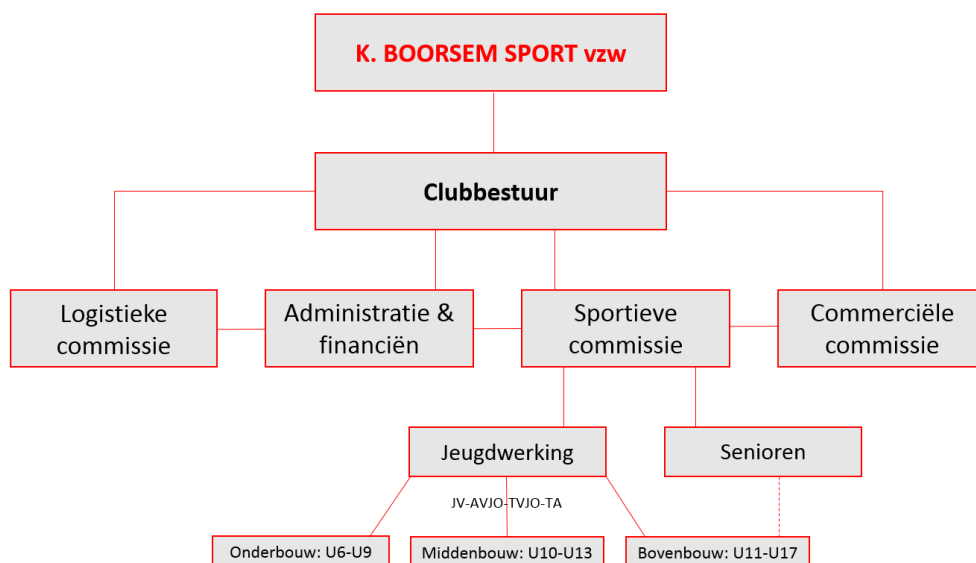 K. BOORSEM SPORT vzw
Clubbestuur
Logistieke
commissie
Administratie &
financiën
Sportieve
commissie
Commerciële
commissie
Jeugdwerking
Senioren
JV-AVJO-TVJO-TA
Onderbouw: U6-U9
Middenbouw: U10-U13
Bovenbouw: U11-U17